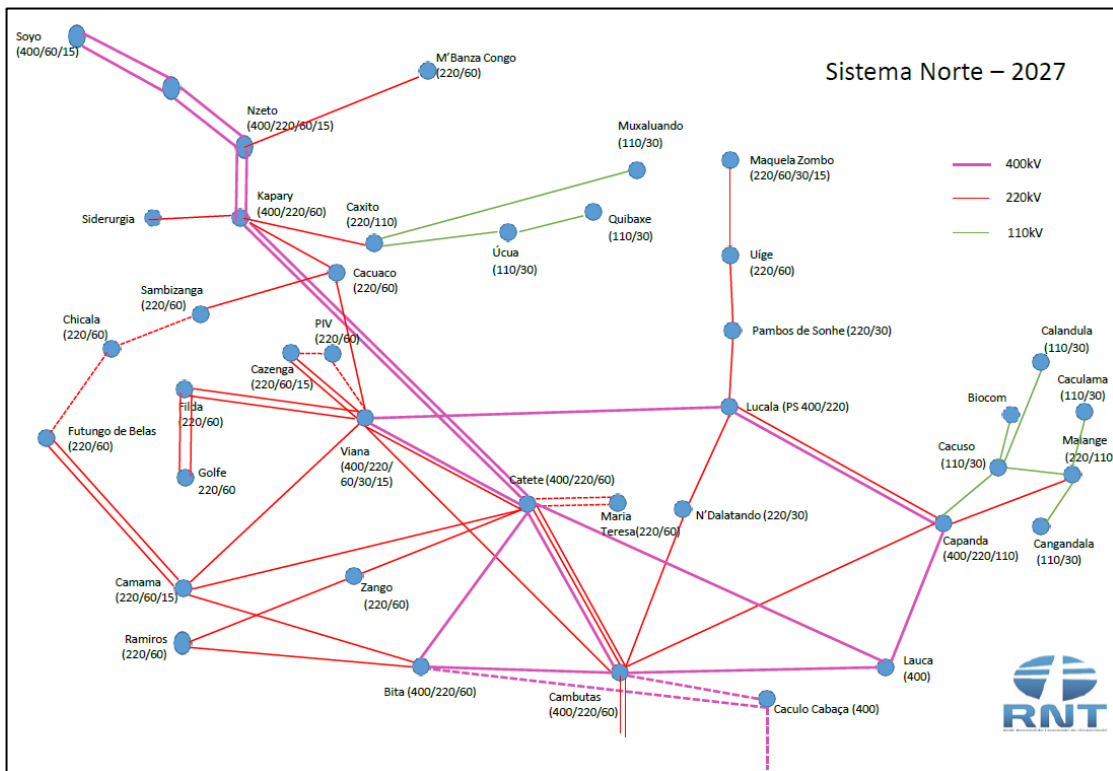 Soyo
(400/60/15)
M'Banza Congo
(220/60)
Sistema Norte – 2027
Nzeto
(400/220/60/15)
Muxaluando
(110/30)
Maquela Zombo
(220/60/30/15)
400kV
220kV
110kV
Siderurgia
Kapary
(400/220/60)
Caxito
(220/110)
Quibaxe
(110/30)
Úcua
(110/30)
Uíge
(220/60)
Cacuaco
(220/60)
Sambizanga
(220/60)
Chicala
(220/60)
PIV
(220/60)
Pambos de Sonhe (220/30)
Calandula
(110/30)
Cazenga
(220/60/15)
Caculama
(110/30)
Biocom
Filda
(220/60)
Lucala (PS 400/220)
Futungo de Belas
(220/60)
Viana
(400/220/
60/30/15)
Cacuso
(110/30)
Malange
(220/110)
Golfe
220/60
Catete (400/220/60)
Maria
Teresa(220/60)
N'Dalatando (220/30)
Capanda
(400/220/110)
Cangandala
(110/30)
Camama
(220/60/15)
Zango
(220/60)
Ramiros
(220/60)
Lauca
(400)
Bita (400/220/60)
Cambutas
(400/220/60)
Caculo Cabaça (400)
RNT